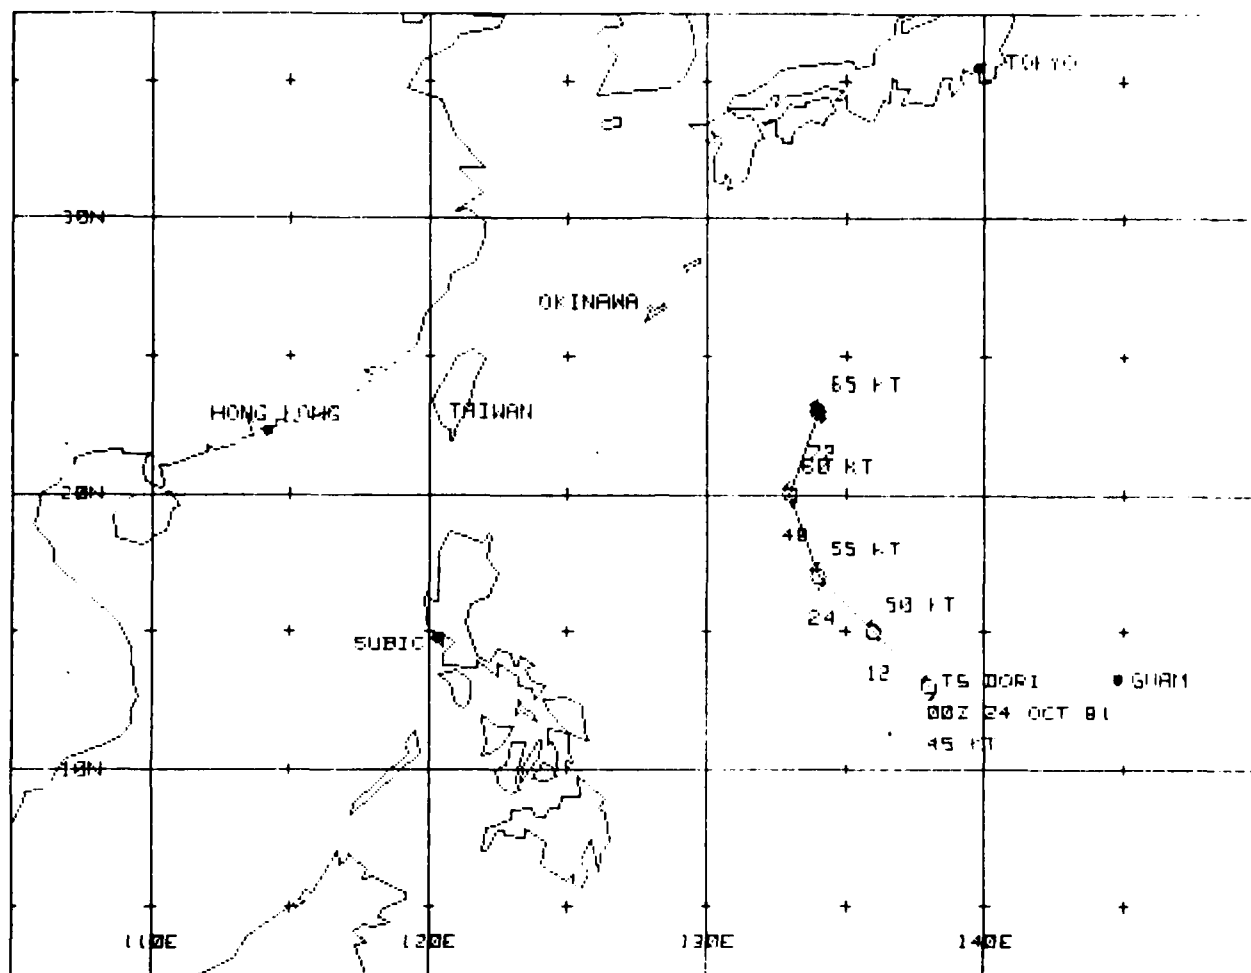 TOKYO
30N
OKINAWA
65 KT
HONG KONG
TAIWAN
60 KT
20N
48
55 KT
24
50 KT
SUBIC
12
TS DORI
GUAM
00Z 24 OCT 81
45 KT
10N
110E
120E
130E
140E